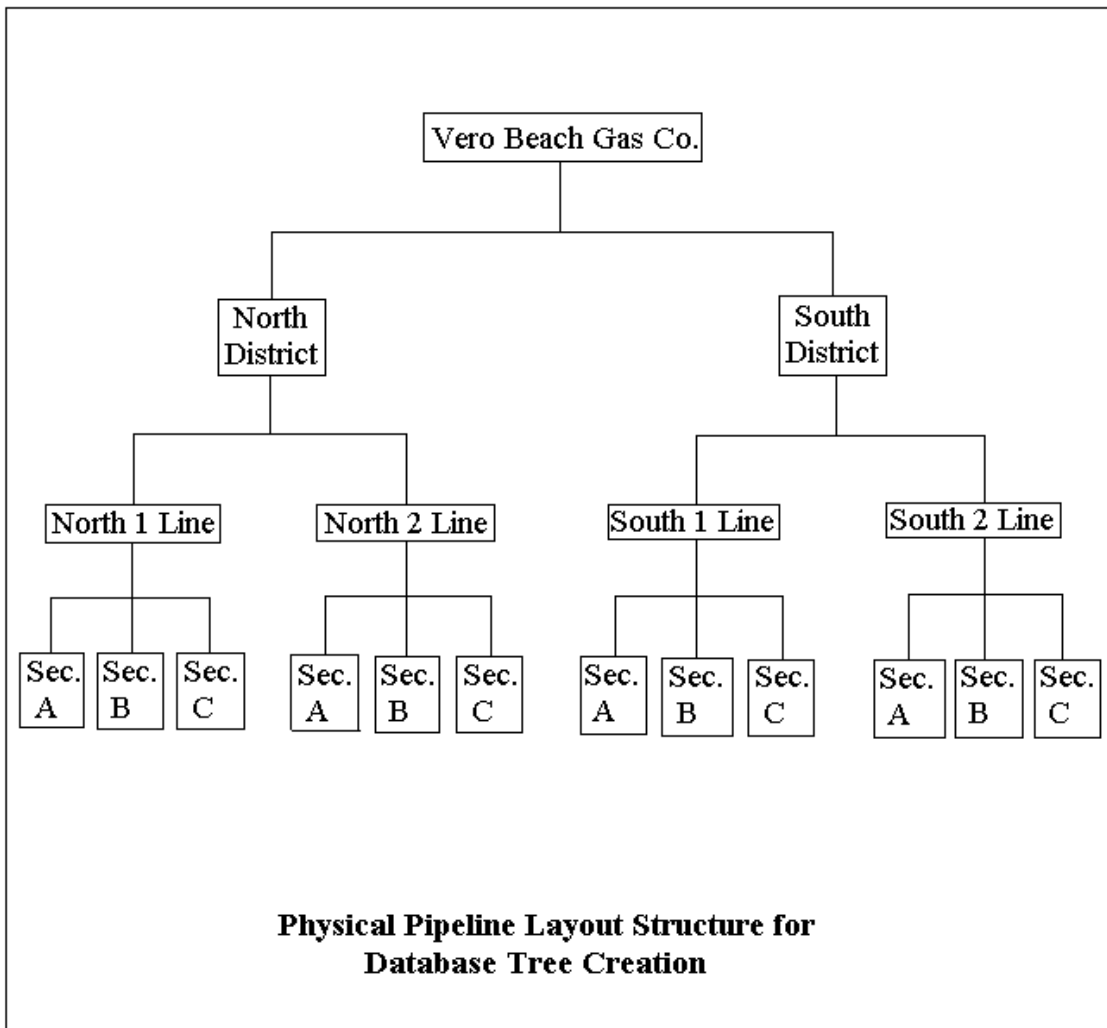 Vero Beach Gas Co.
North
District
South
District
North 1 Line
North 2 Line
South 1 Line
South 2 Line
Sec.
A
Sec.
B
Sec.
C
Sec.
A
Sec.
B
Sec.
C
Sec.
A
Sec.
B
Sec.
C
Sec.
A
Sec.
B
Sec.
C
Physical Pipeline Layout Structure for
Database Tree Creation